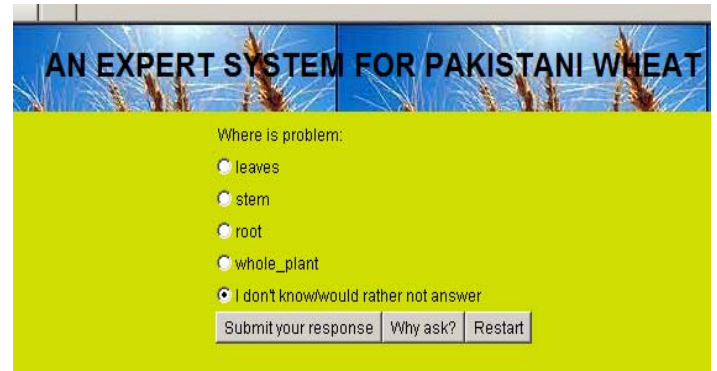 AN EXPERT SYSTEM FOR PAKISTANI WHEAT
Where is problem:
leaves
stem
root
whole_plant
I don't know/would rather not answer
Submit your response Why ask? Restart